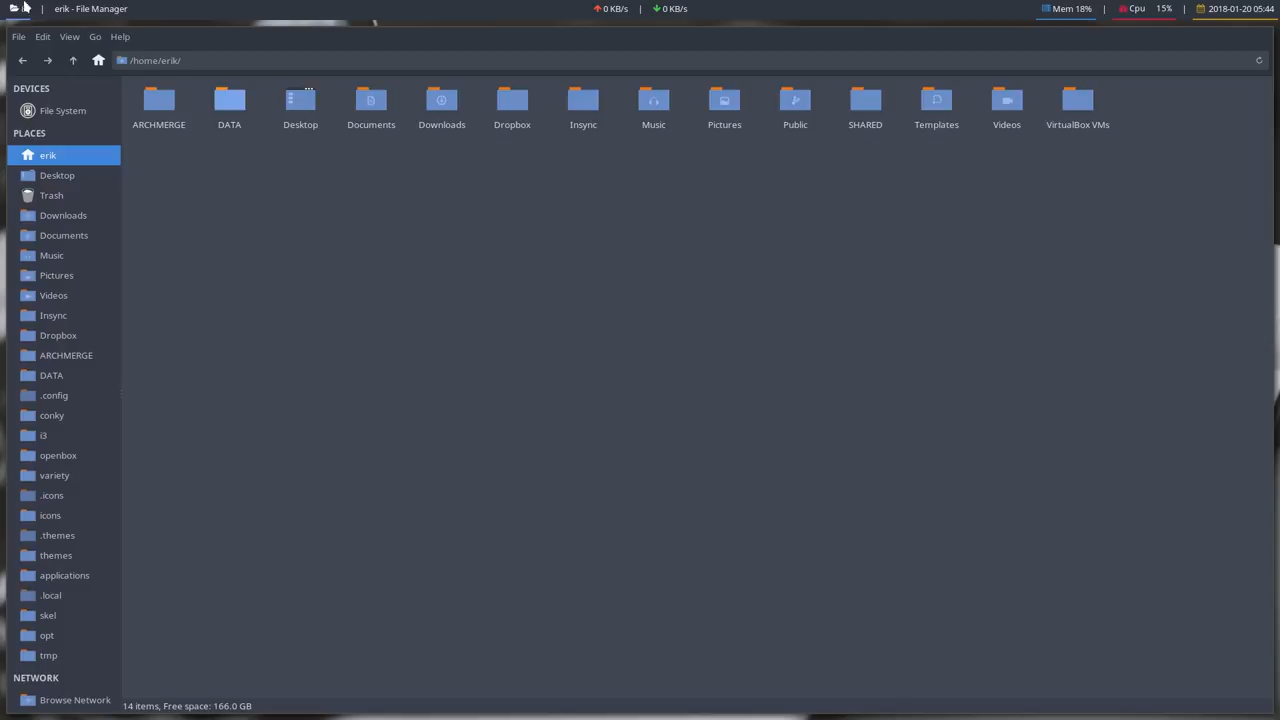 erik - File Manager
0 KB/s | 0 KB/s
Mem 18% | Cpu 15% | 2018-01-20 05:44
File Edit View Go Help
/home/erik/
DEVICES
File System
PLACES
erik
Desktop
Trash
Downloads
Documents
Music
Pictures
Videos
Insync
Dropbox
ARCHMERGE
DATA
.config
conky
i3
openbox
variety
.icons
icons
.themes
themes
applications
.local
skel
opt
tmp
NETWORK
Browse Network
ARCHMERGE DATA Desktop Documents Downloads Dropbox Insync Music Pictures Public SHARED Templates Videos VirtualBox VMs
14 items, Free space: 166.0 GB